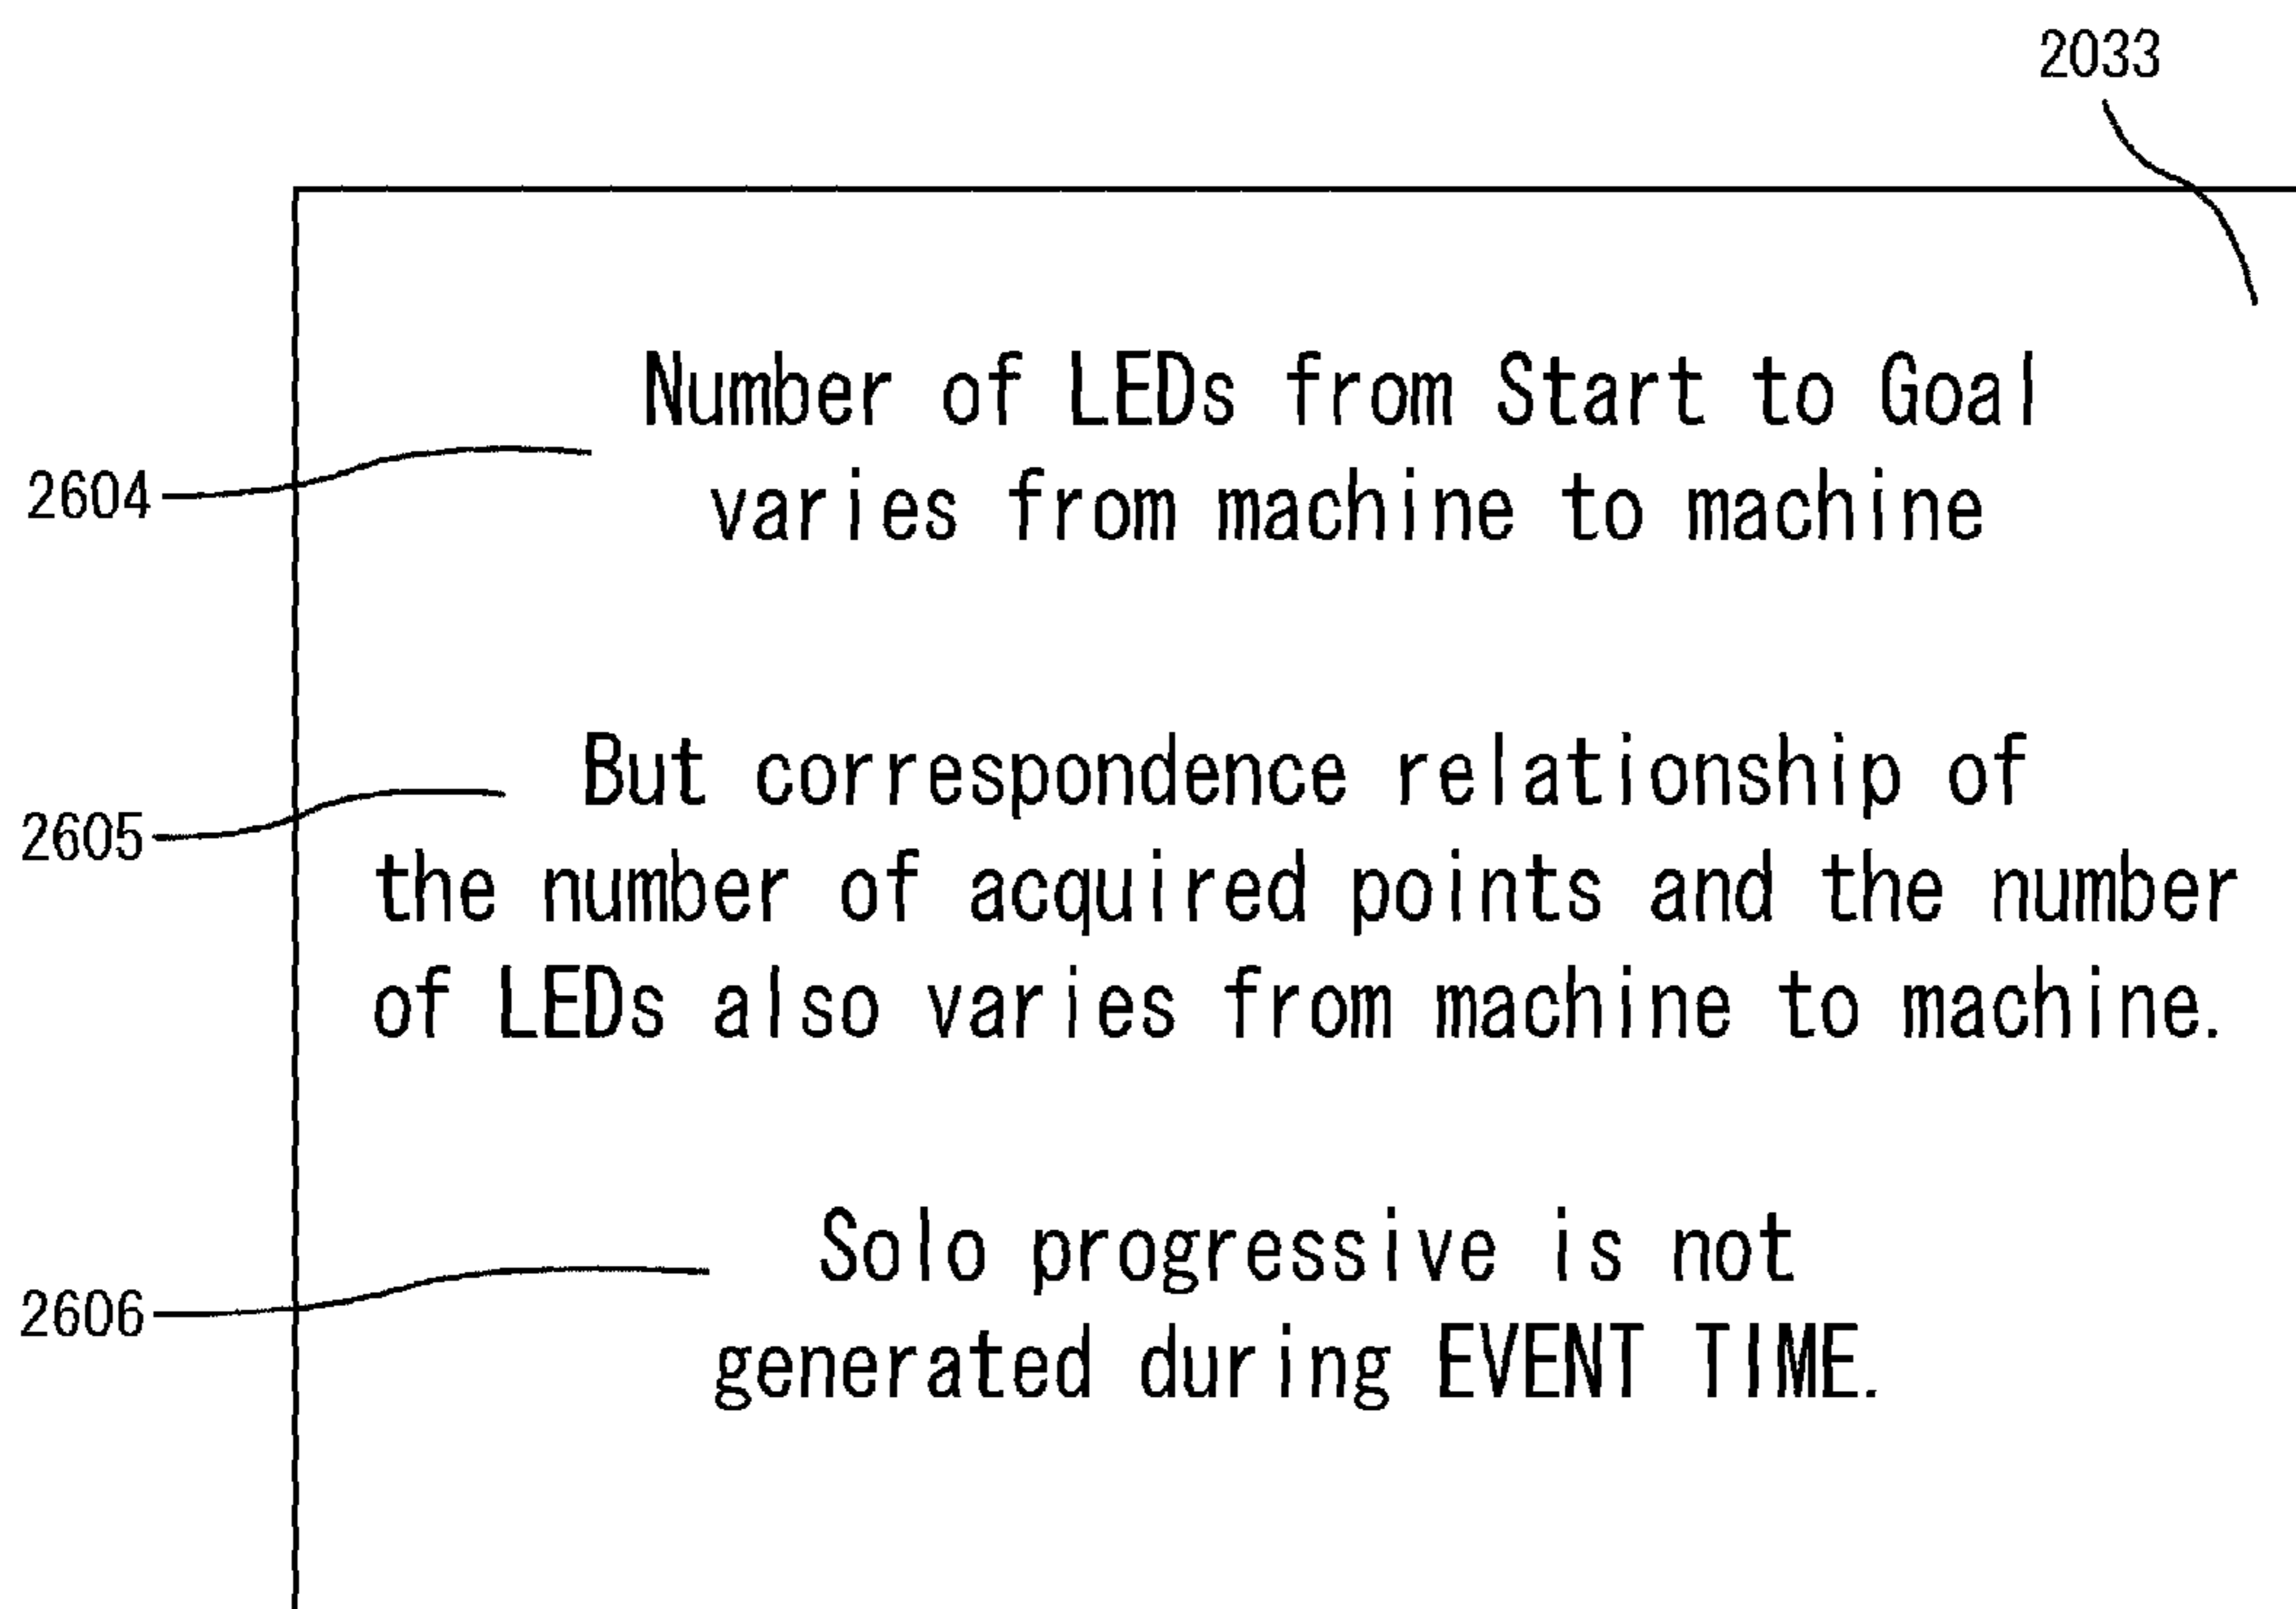 2033
Number of LEDs from Start to Goal
2604
varies from machine to machine
But correspondence relationship of
2605
the number of acquired points and the number
of LEDs also varies from machine to machine.
Solo progressive is not
2606
generated during EVENT TIME.